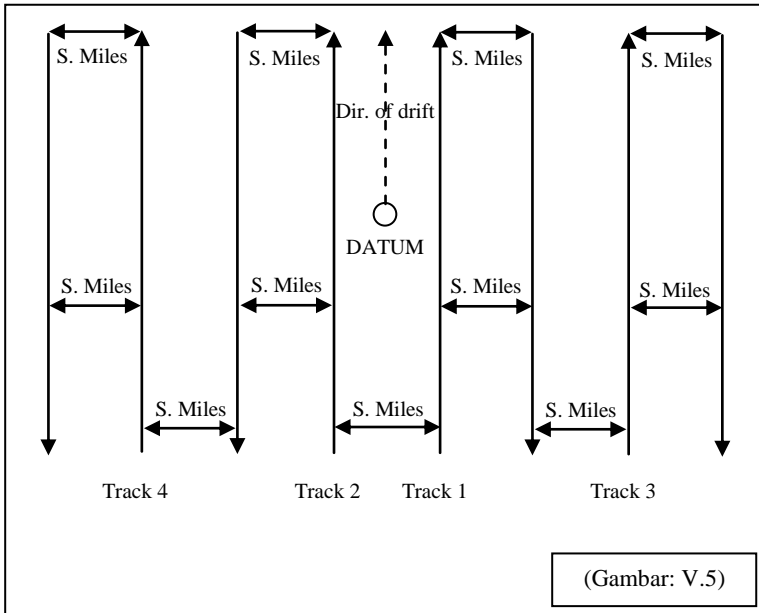 S. Miles
S. Miles
S. Miles
S. Miles
Dir. of drift
DATUM
S. Miles
S. Miles
S. Miles
S. Miles
S. Miles
S. Miles
S. Miles
Track 4
Track 2
Track 1
Track 3
(Gambar: V.5)